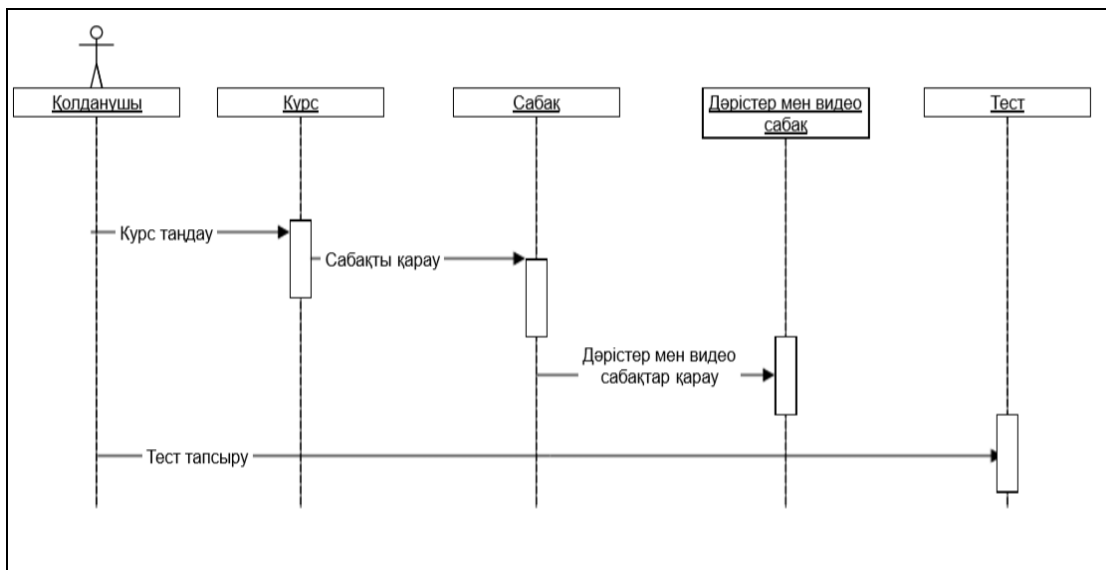 Қолданушы
Курс
Сабақ
Дәрістер мен видео
сабақ
Тест
Курс таңдау
Сабақты қарау
Дәрістер мен видео
сабақтар қарау
Тест тапсыру